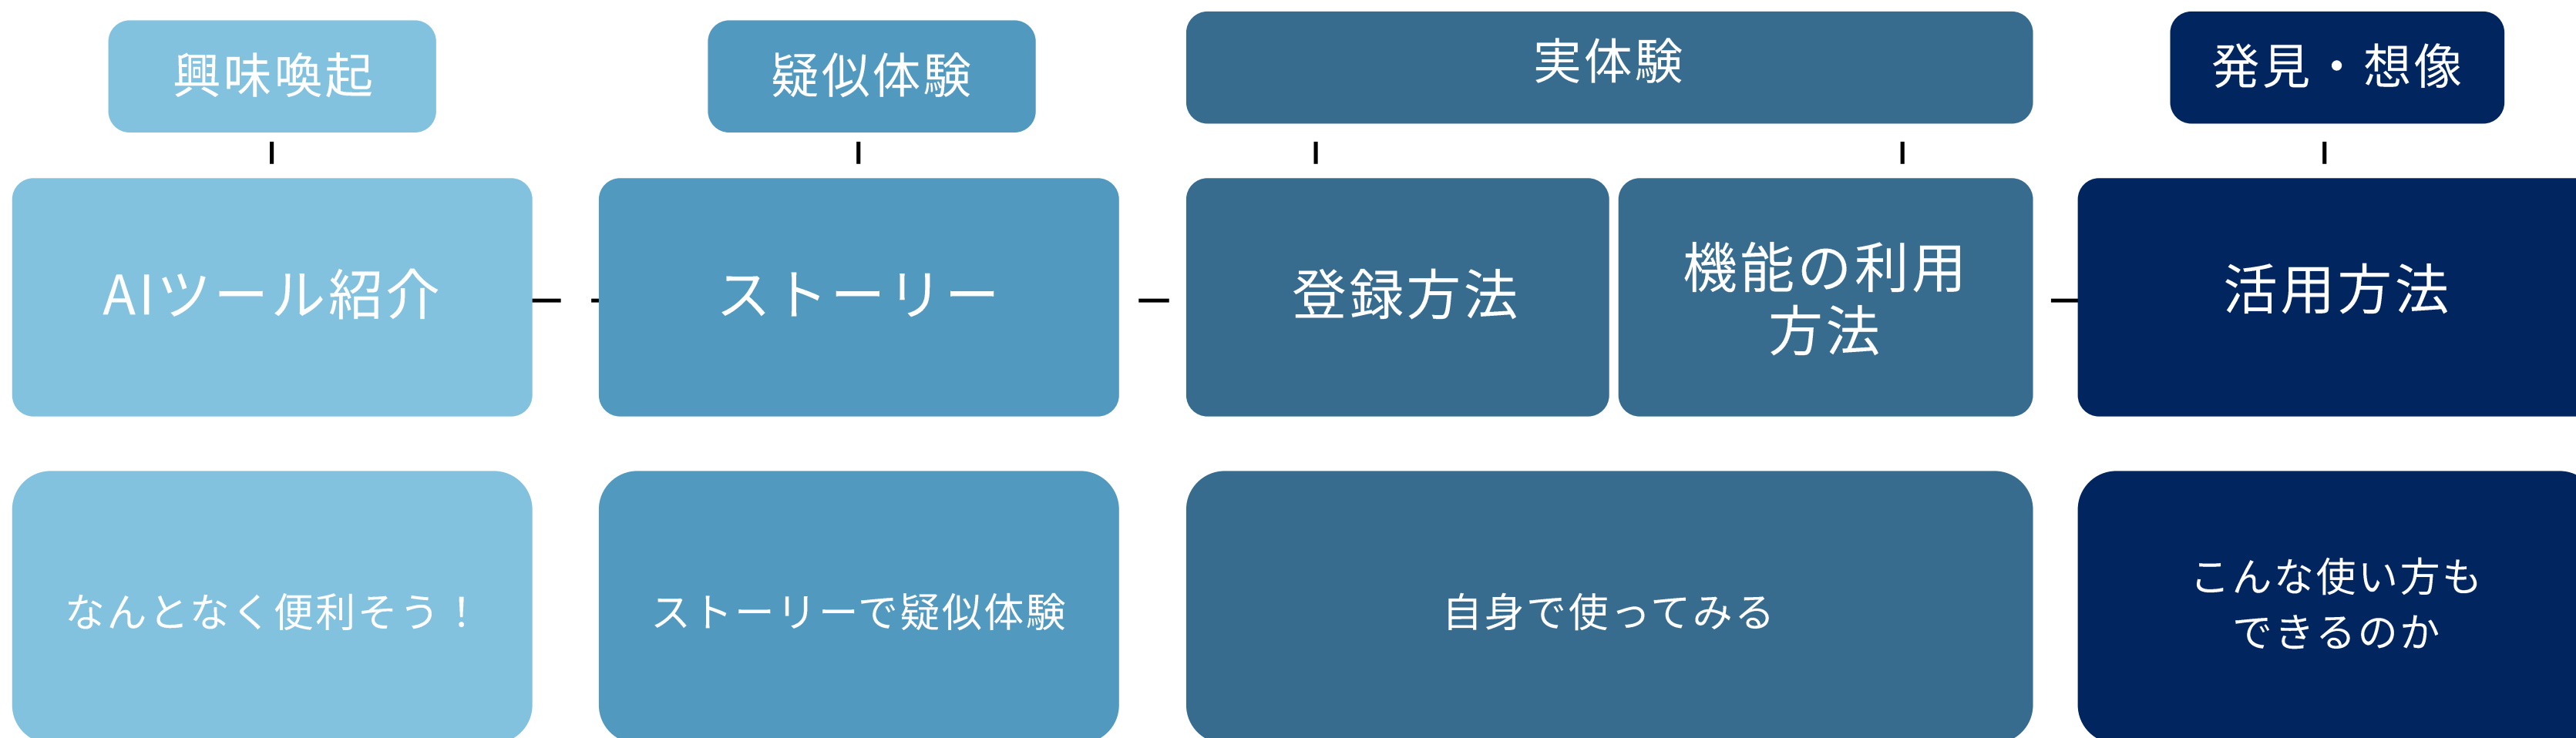 興味喚起
疑似体験
実体験
発見・想像
AIツール紹介
ストーリー
登録方法
機能の利用
方法
活用方法
なんとなく便利そう！
ストーリーで疑似体験
自身で使ってみる
こんな使い方も
できるのか